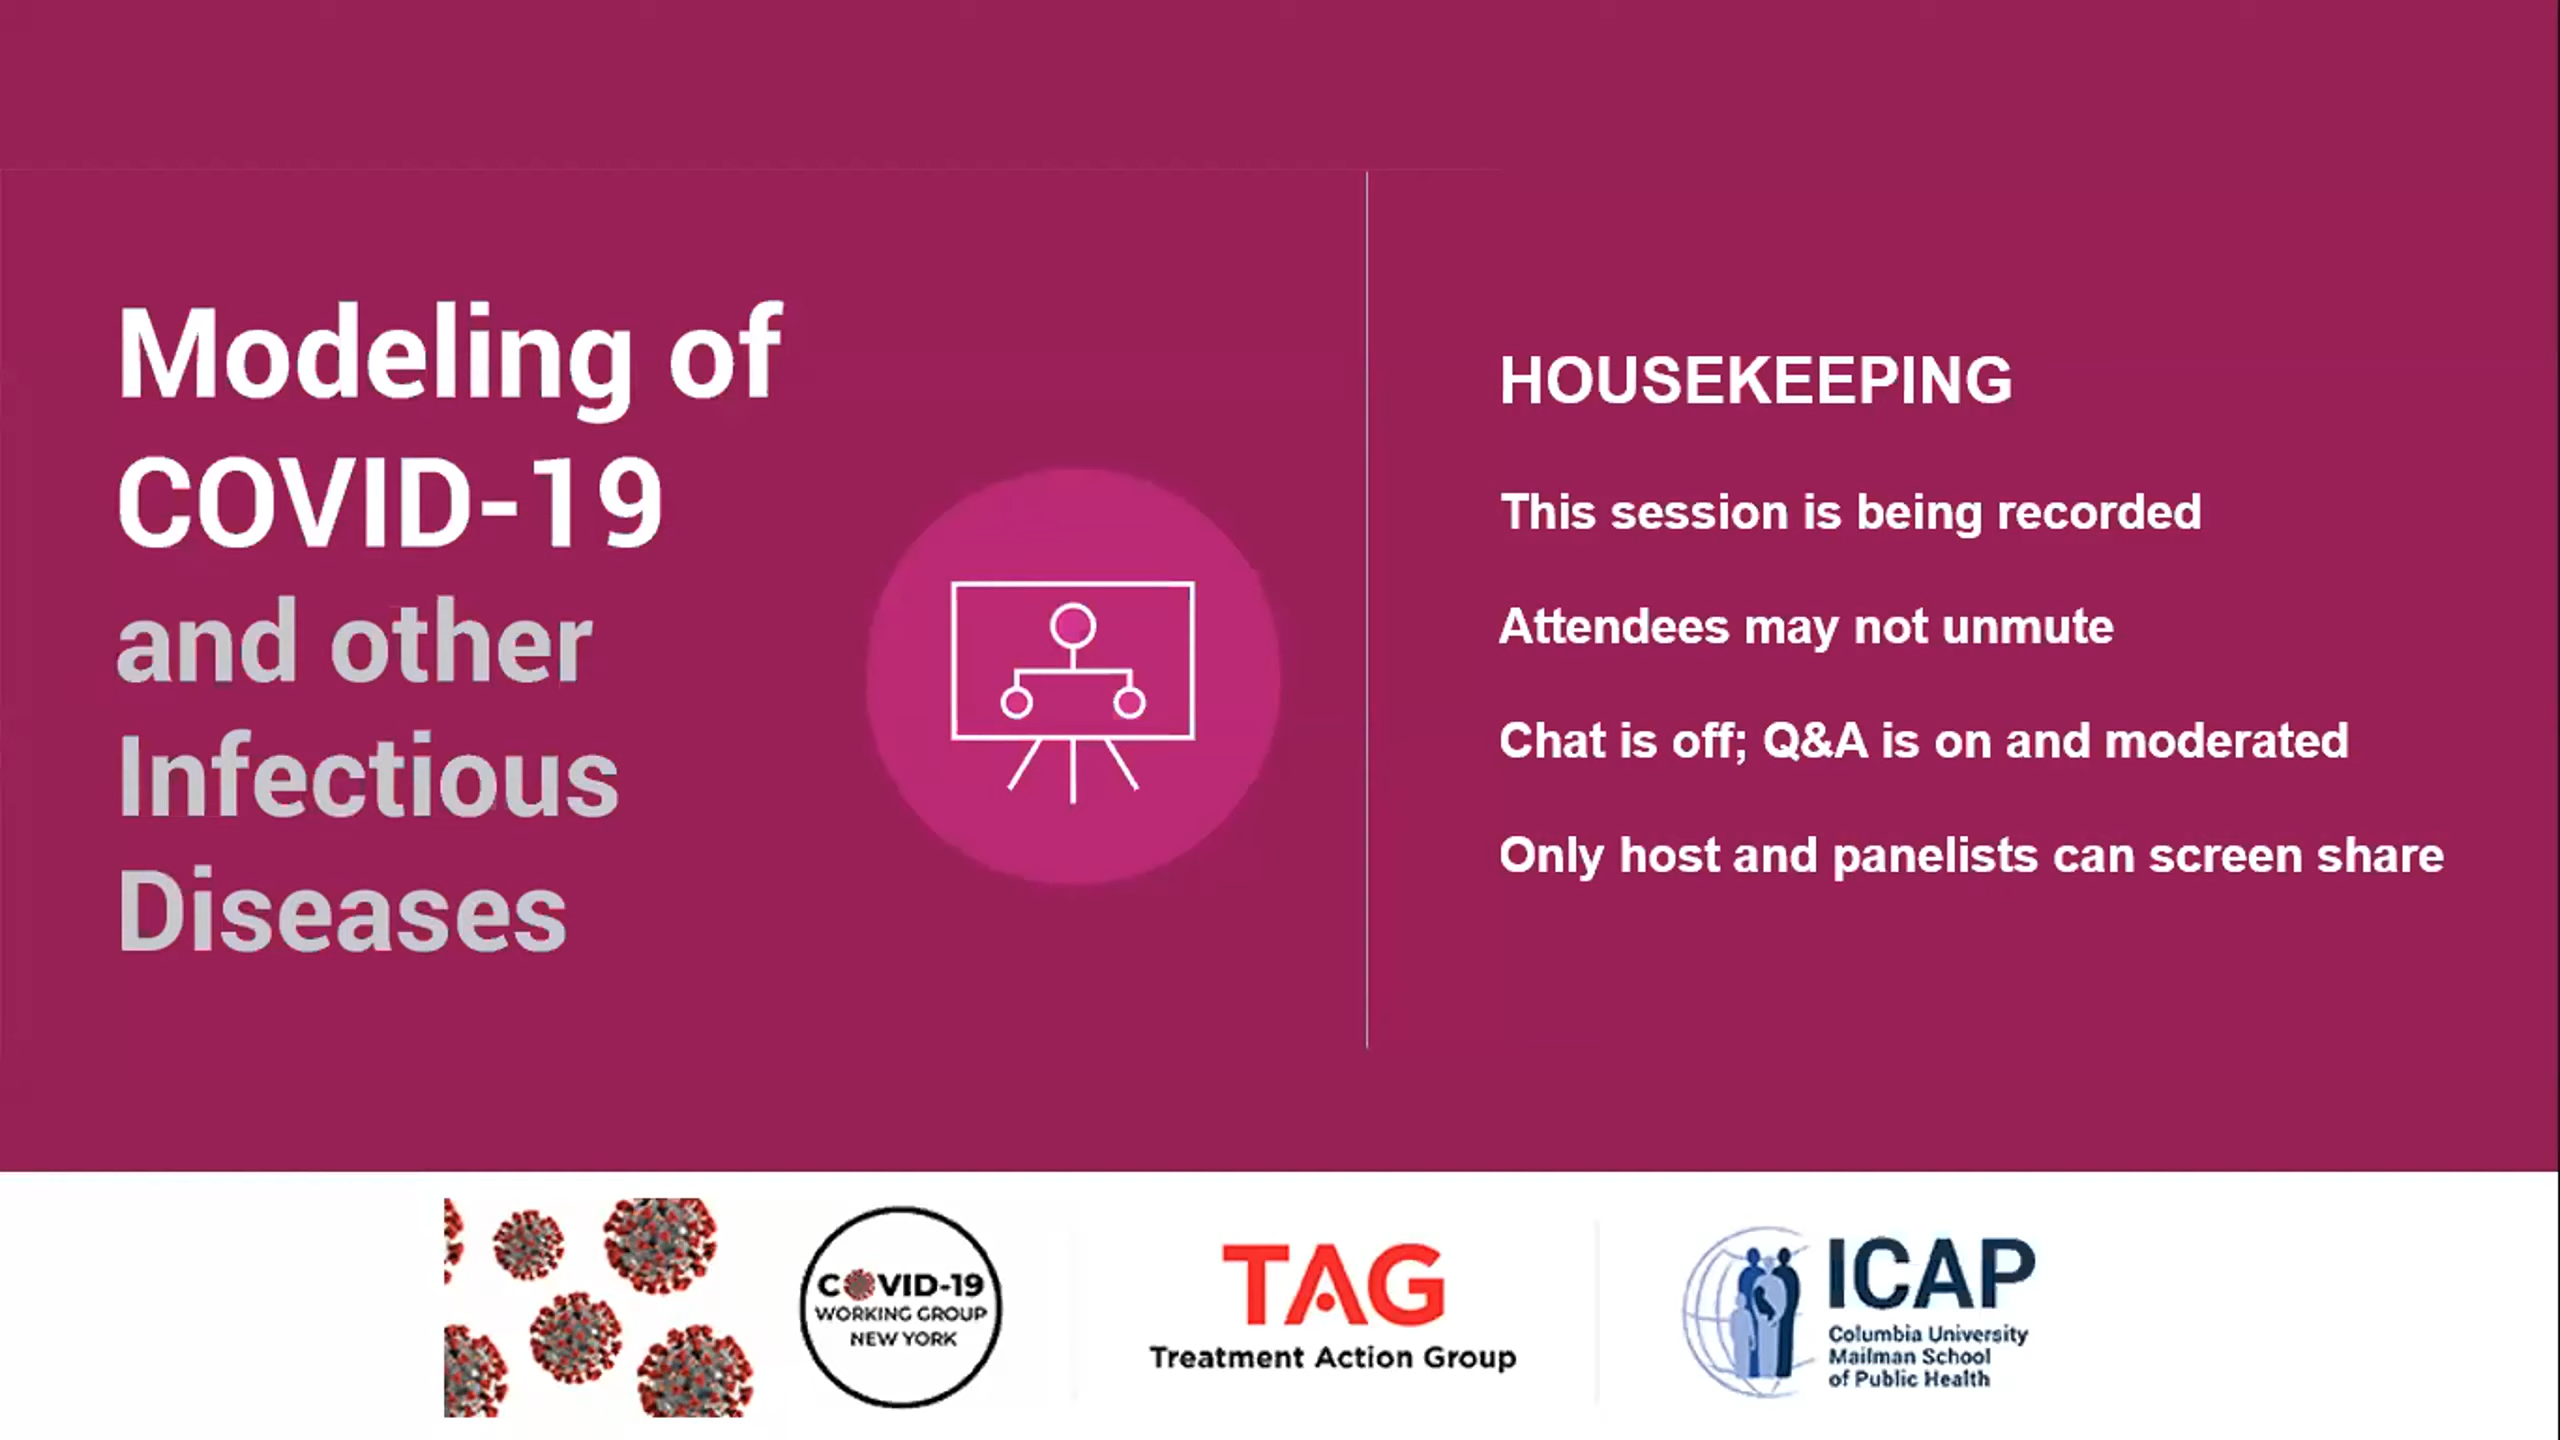 Modeling of
COVID-19
and other
Infectious
Diseases
HOUSEKEEPING
This session is being recorded
Attendees may not unmute
Chat is off; Q&A is on and moderated
Only host and panelists can screen share
COVID-19
WORKING GROUP
NEW YORK
TAG
Treatment Action Group
ICAP
Columbia University
Mailman School
of Public Health